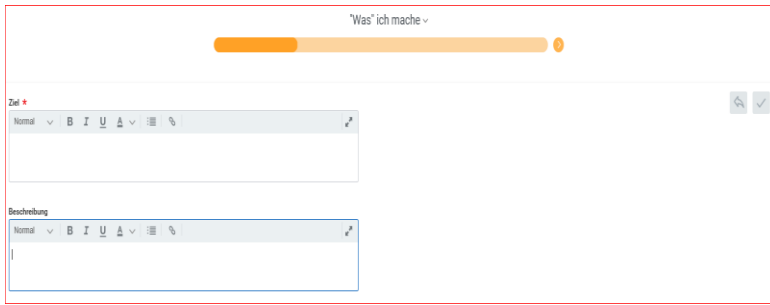 "Was" ich mache
Ziel *
Normal B I U A
Beschreibung
Normal B I U A